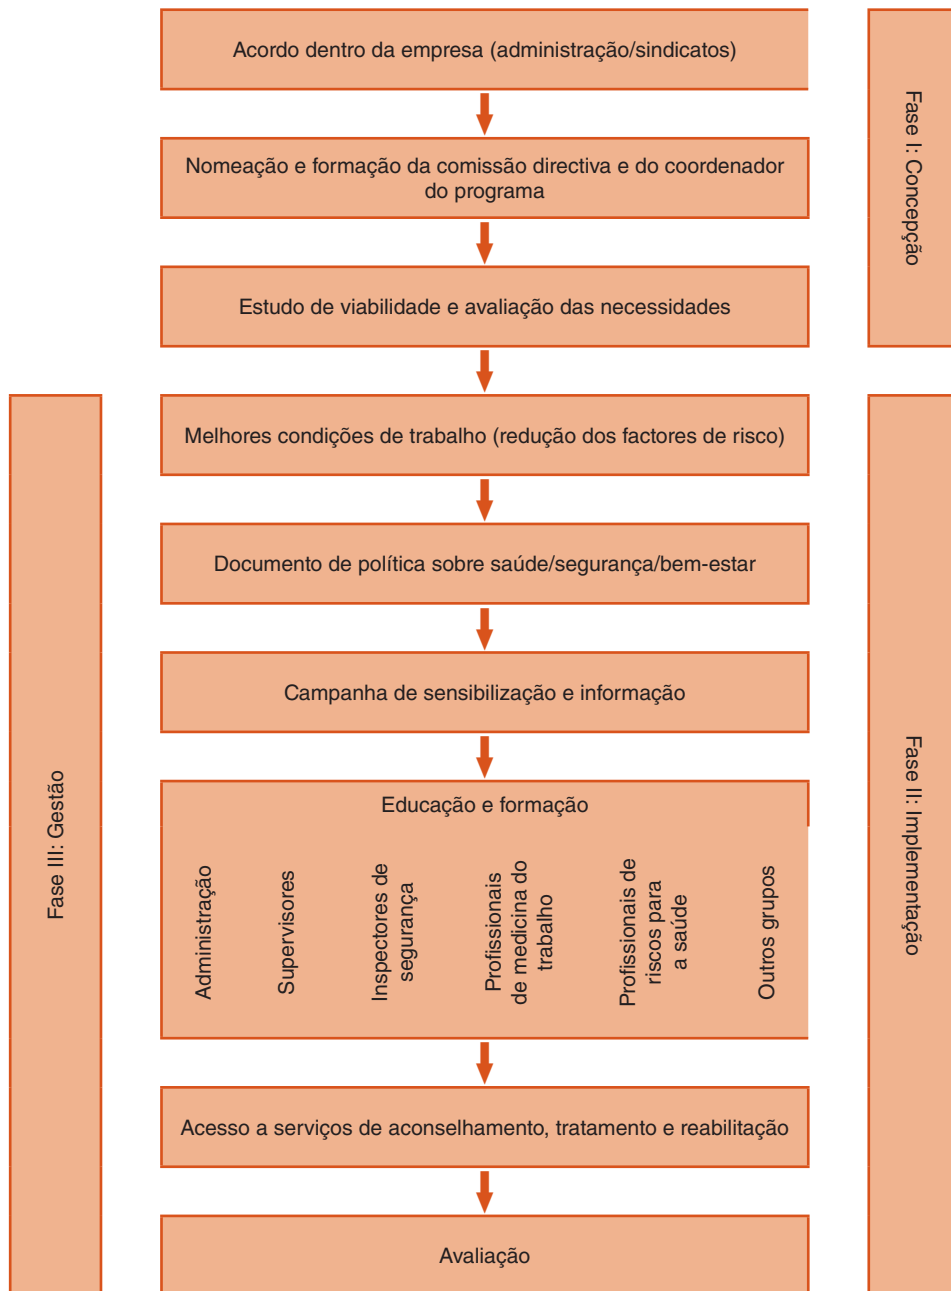 Acordo dentro da empresa (administração/sindicatos)
Nomeação e formação da comissão directiva e do coordenador
do programa
Estudo de viabilidade e avaliação das necessidades
Fase I: Concepção
Melhores condições de trabalho (redução dos factores de risco)
Documento de política sobre saúde/segurança/bem-estar
Campanha de sensibilização e informação
Educação e formação
Administração
Supervisores
Inspectores de
segurança
Profissionais
de medicina do
trabalho
Profissionais de
riscos para
a saúde
Outros grupos
Acesso a serviços de aconselhamento, tratamento e reabilitação
Avaliação
Fase II: Implementação
Fase III: Gestão